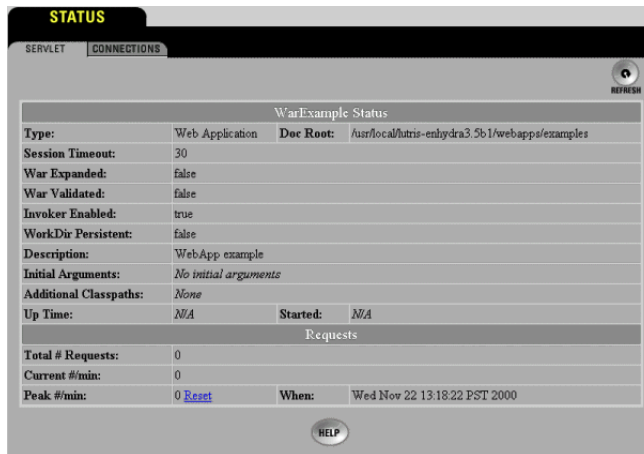 STATUS
SERVLET CONNECTIONS
REFRESH
WarExample Status
Type: Web Application Doc Root: /usr/local/lutris-enhydra3.5b1/webapps/examples
Session Timeout: 30
War Expanded: false
War Validated: false
Invoker Enabled: true
WorkDir Persistent: false
Description: WebApp example
Initial Arguments: No initial arguments
Additional Classpaths: None
Up Time: N/A Started: N/A
Requests
Total # Requests: 0
Current #/min: 0
Peak #/min: 0 Reset When: Wed Nov 22 13:18:22 PST 2000
HELP